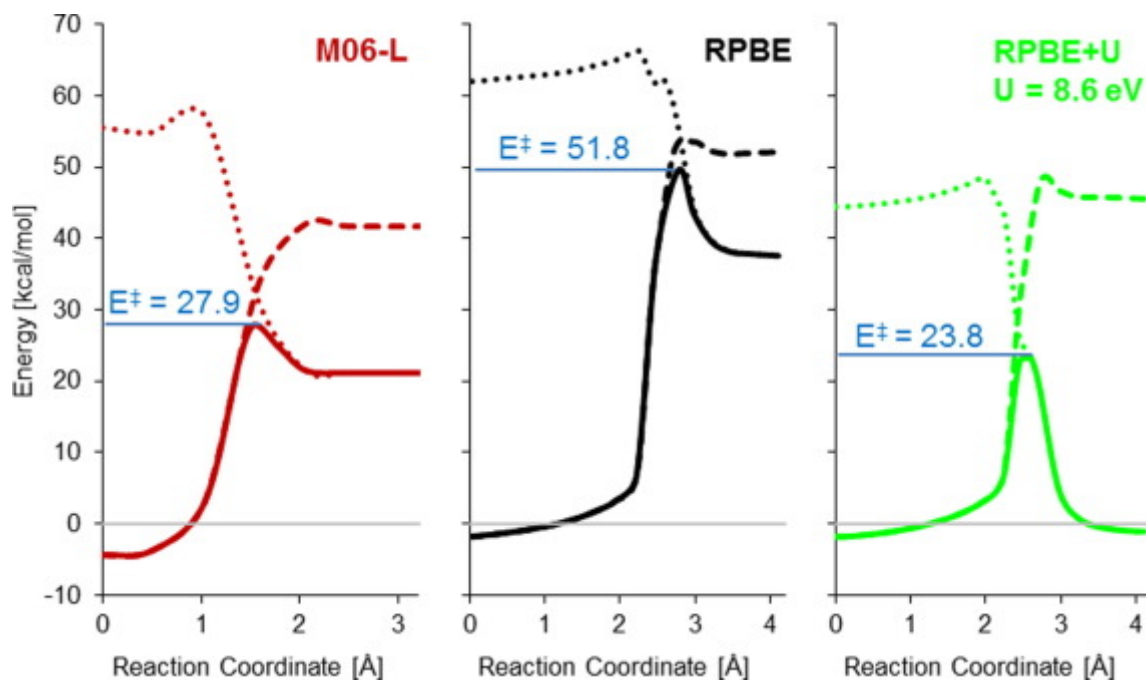 70
60
50
40
30
20
10
0
-10
Energy [kcal/mol]
M06-L
E‡ = 27.9
0 1 2 3
Reaction Coordinate [Å]
RPBE
E‡ = 51.8
0 1 2 3 4
Reaction Coordinate [Å]
RPBE+U
U = 8.6 eV
E‡ = 23.8
0 1 2 3 4
Reaction Coordinate [Å]